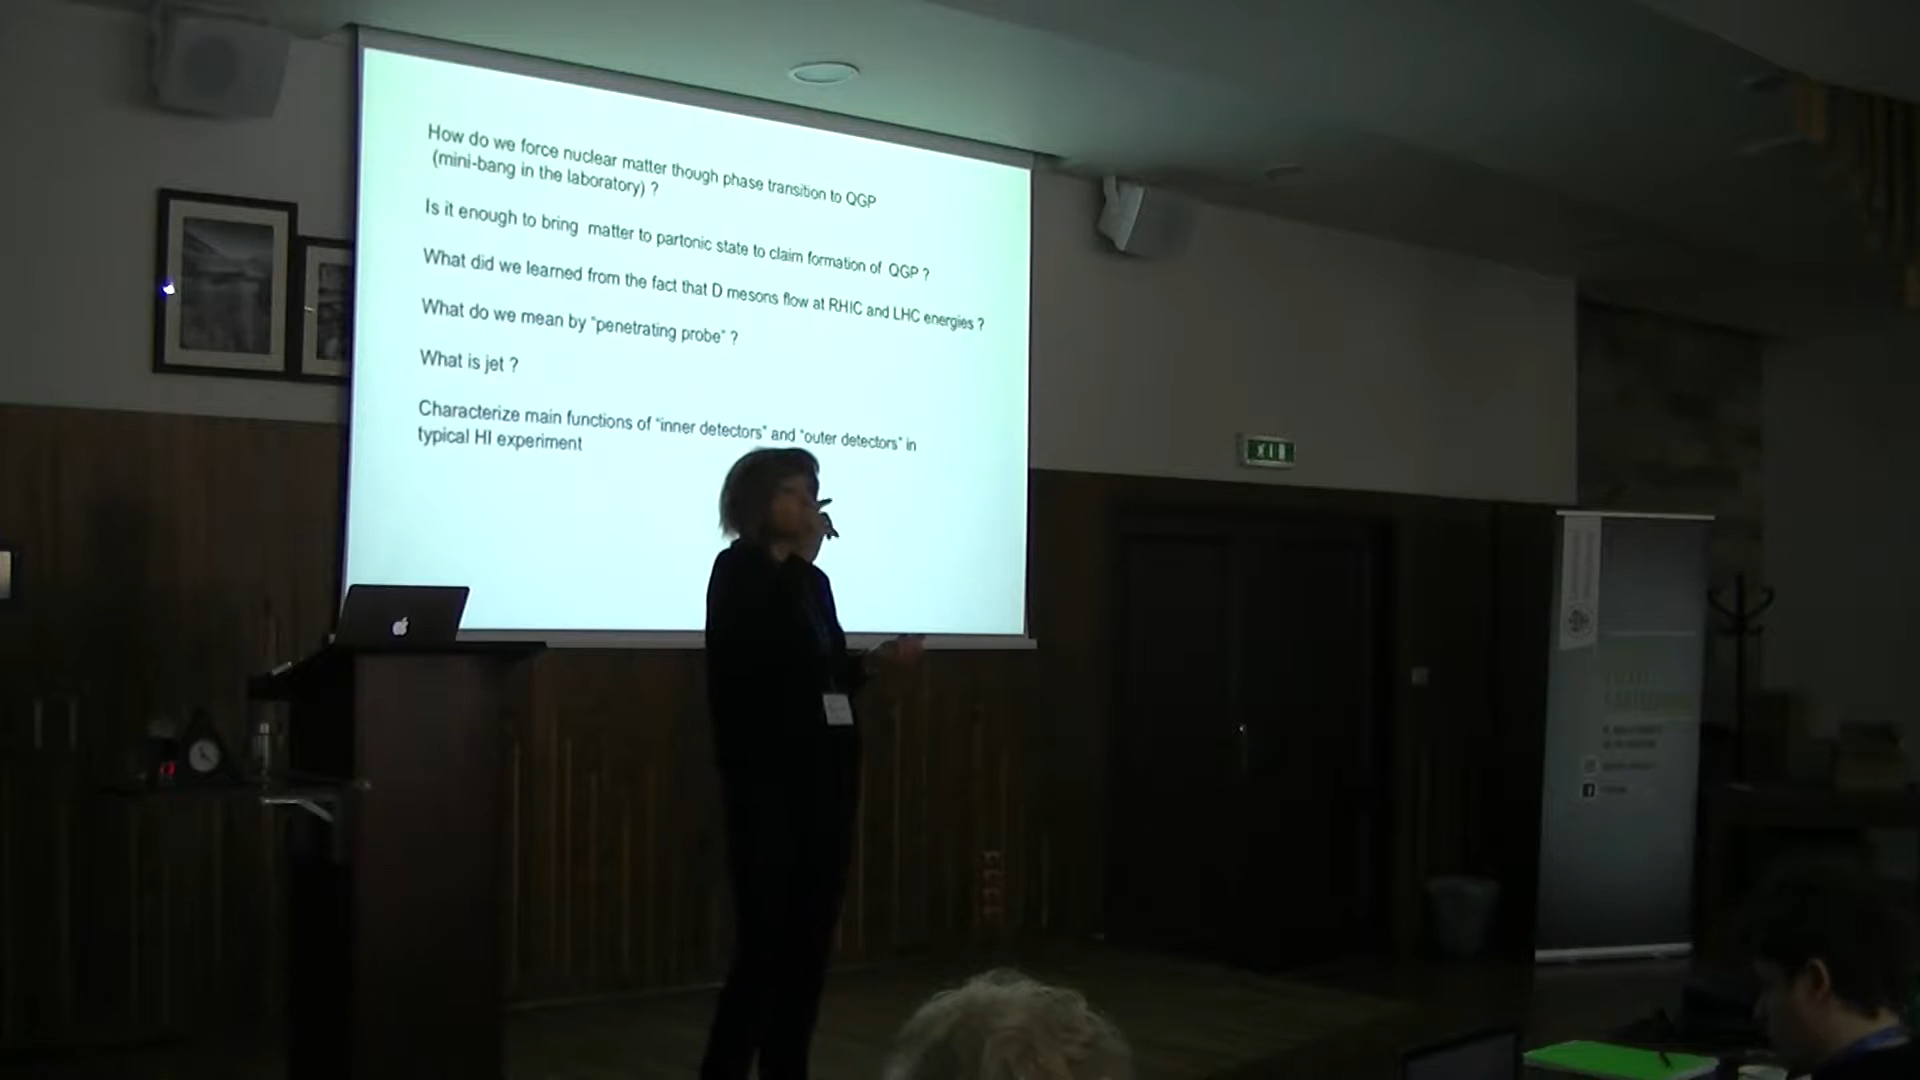 How do we force nuclear matter though phase transition to QGP
(mini-bang in the laboratory) ?
Is it enough to bring matter to partonic state to claim formation of QGP ?
What did we learned from the fact that D mesons flow at RHIC and LHC energies ?
What do we mean by "penetrating probe" ?
What is jet ?
Characterize main functions of "inner detectors" and "outer detectors" in
typical HI experiment